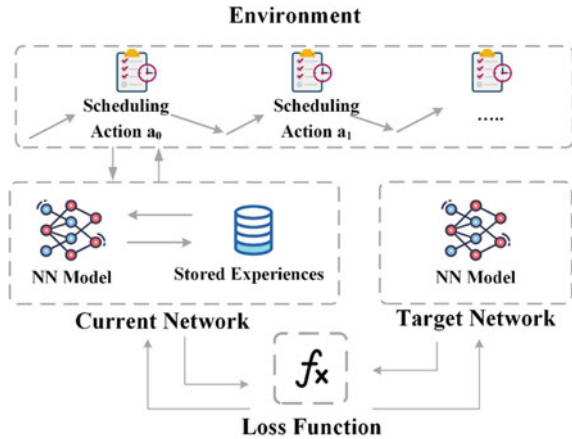 Environment
Scheduling
Action a₀
Scheduling
Action a₁
.....
NN Model
Stored Experiences
NN Model
Current Network
Target Network
fx
Loss Function